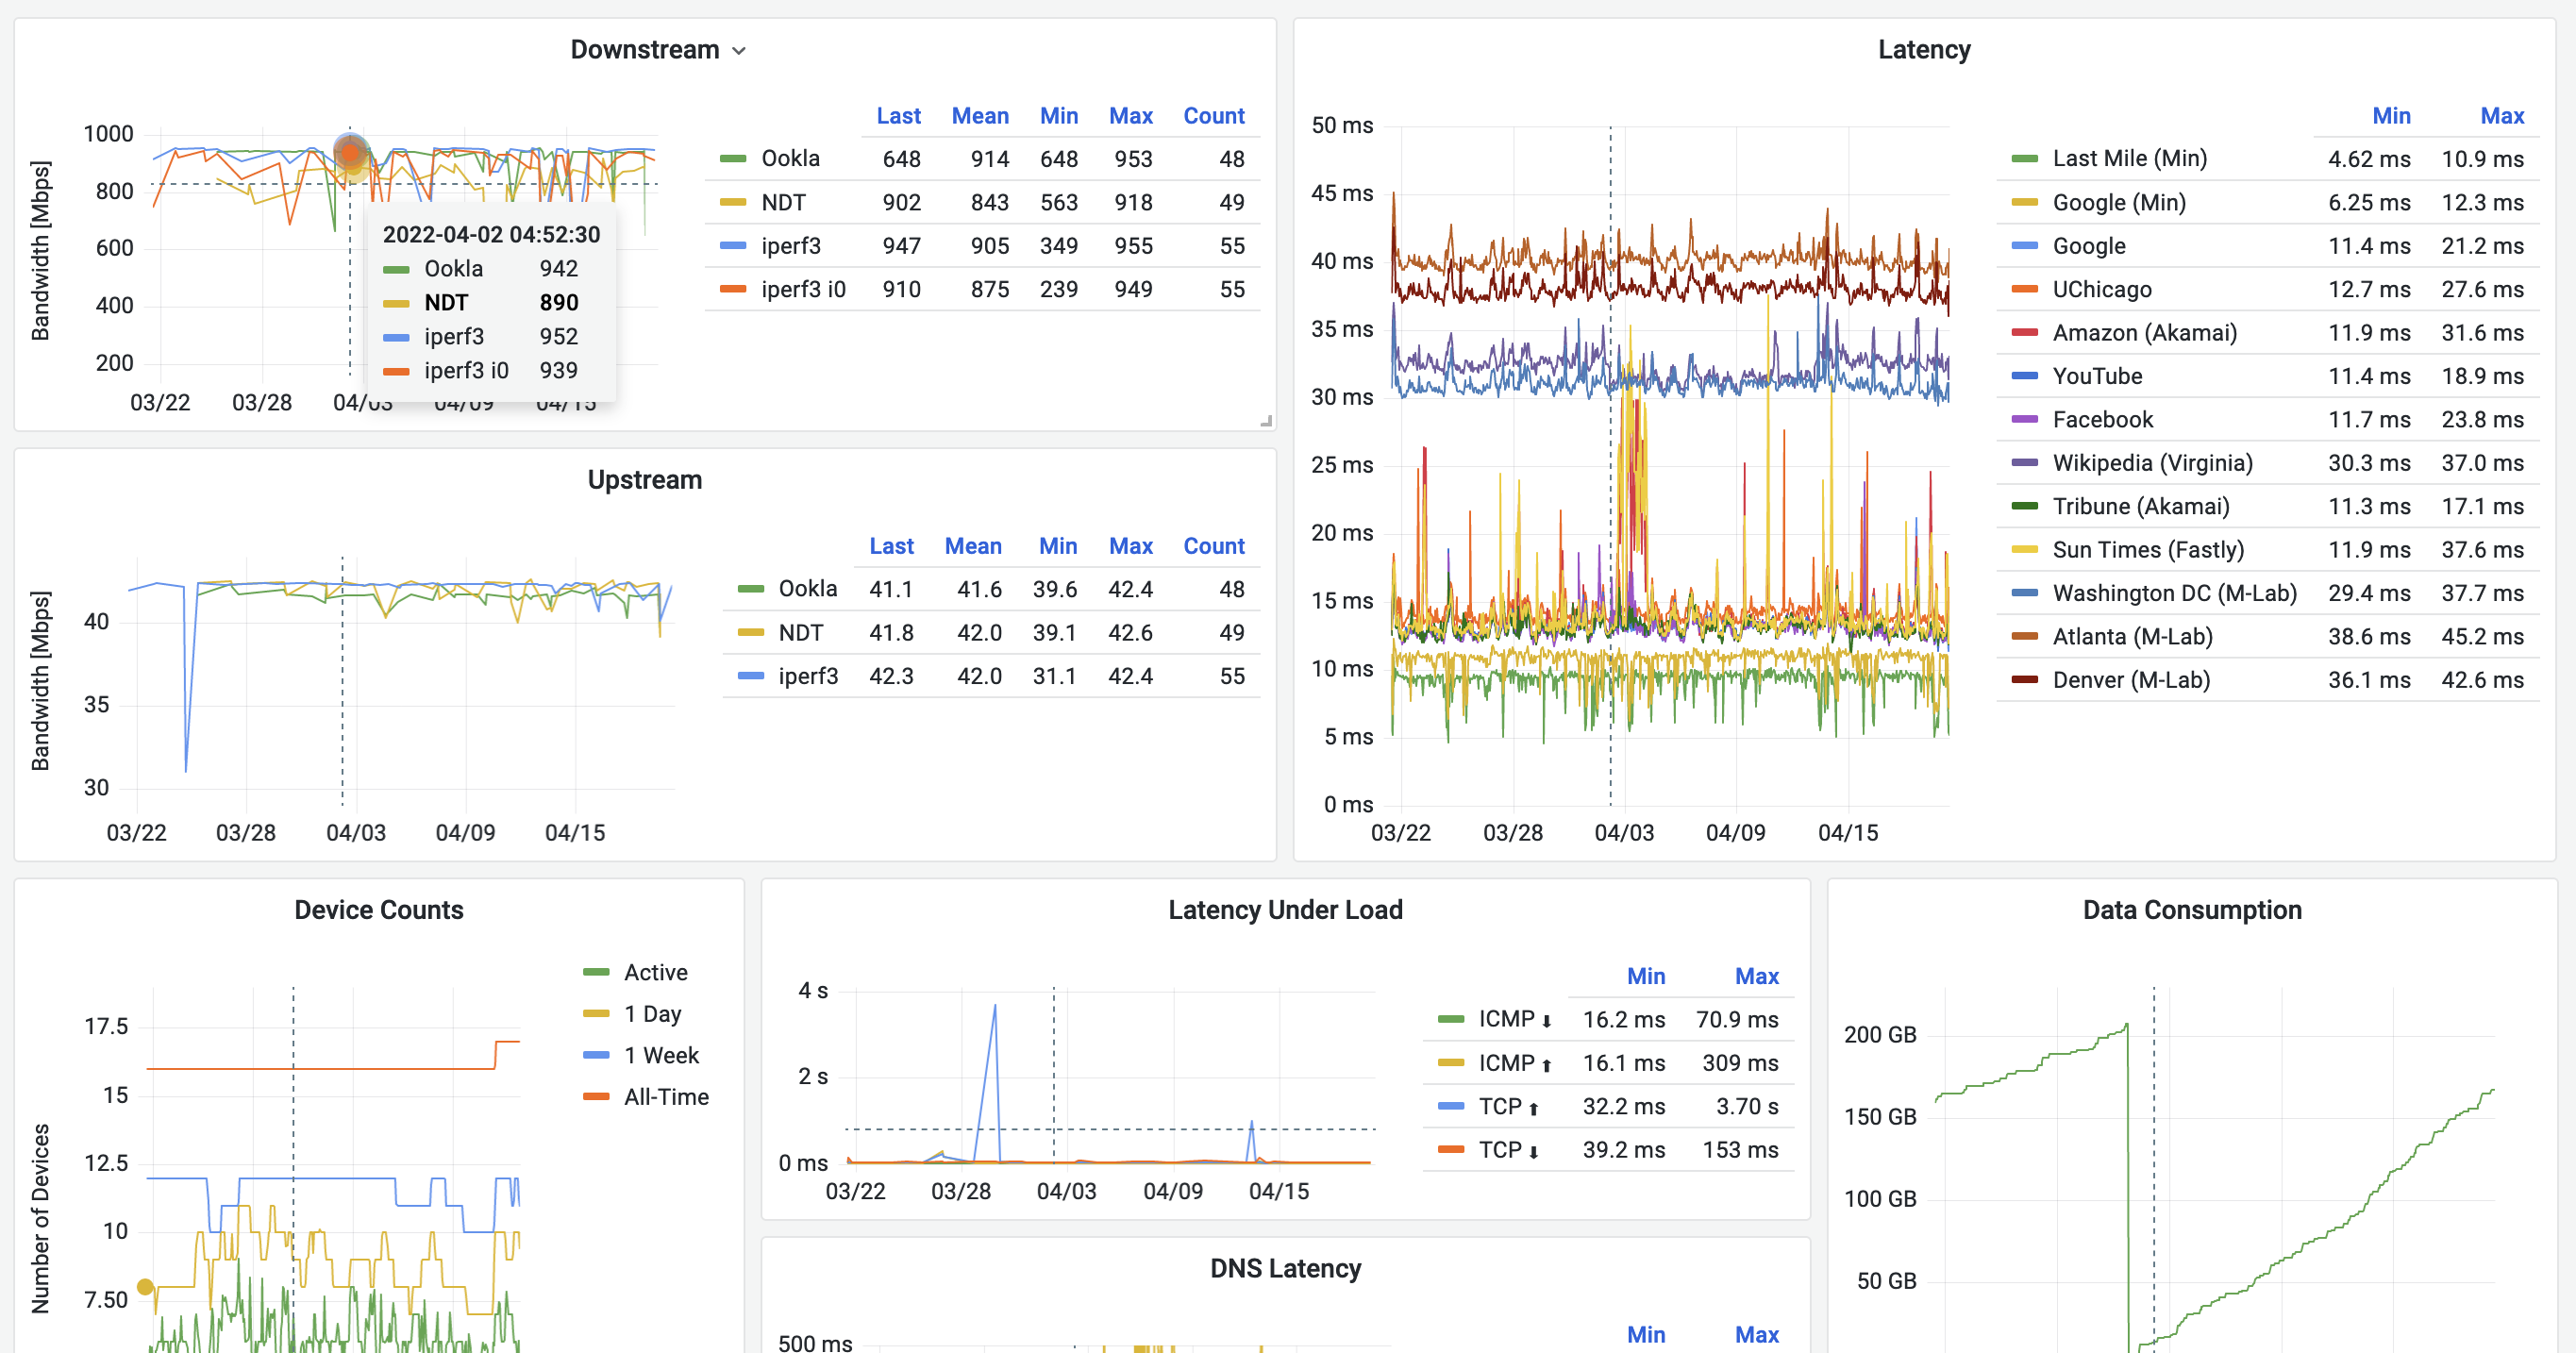 Downstream
Last Mean Min Max Count
1000
800
600
400
200
Bandwidth [Mbps]
03/22 03/28 04/03 04/09 04/15
2022-04-02 04:52:30
Ookla 942
NDT 890
iperf3 952
iperf3 i0 939
Ookla 648 914 648 953 48
NDT 902 843 563 918 49
iperf3 947 905 349 955 55
iperf3 i0 910 875 239 949 55
Latency
50 ms
45 ms
40 ms
35 ms
30 ms
25 ms
20 ms
15 ms
10 ms
5 ms
0 ms
03/22 03/28 04/03 04/09 04/15
Min Max
Last Mile (Min) 4.62 ms 10.9 ms
Google (Min) 6.25 ms 12.3 ms
Google 11.4 ms 21.2 ms
UChicago 12.7 ms 27.6 ms
Amazon (Akamai) 11.9 ms 31.6 ms
YouTube 11.4 ms 18.9 ms
Facebook 11.7 ms 23.8 ms
Wikipedia (Virginia) 30.3 ms 37.0 ms
Tribune (Akamai) 11.3 ms 17.1 ms
Sun Times (Fastly) 11.9 ms 37.6 ms
Washington DC (M-Lab) 29.4 ms 37.7 ms
Atlanta (M-Lab) 38.6 ms 45.2 ms
Denver (M-Lab) 36.1 ms 42.6 ms
Upstream
40
35
30
Bandwidth [Mbps]
03/22 03/28 04/03 04/09 04/15
Last Mean Min Max Count
Ookla 41.1 41.6 39.6 42.4 48
NDT 41.8 42.0 39.1 42.6 49
iperf3 42.3 42.0 31.1 42.4 55
Device Counts
17.5
15
12.5
10
7.50
Number of Devices
Active
1 Day
1 Week
All-Time
Latency Under Load
4 s
2 s
0 ms
03/22 03/28 04/03 04/09 04/15
Min Max
ICMP ⬇ 16.2 ms 70.9 ms
ICMP ⬆ 16.1 ms 309 ms
TCP ⬆ 32.2 ms 3.70 s
TCP ⬇ 39.2 ms 153 ms
DNS Latency
500 ms
Min Max
Data Consumption
200 GB
150 GB
100 GB
50 GB